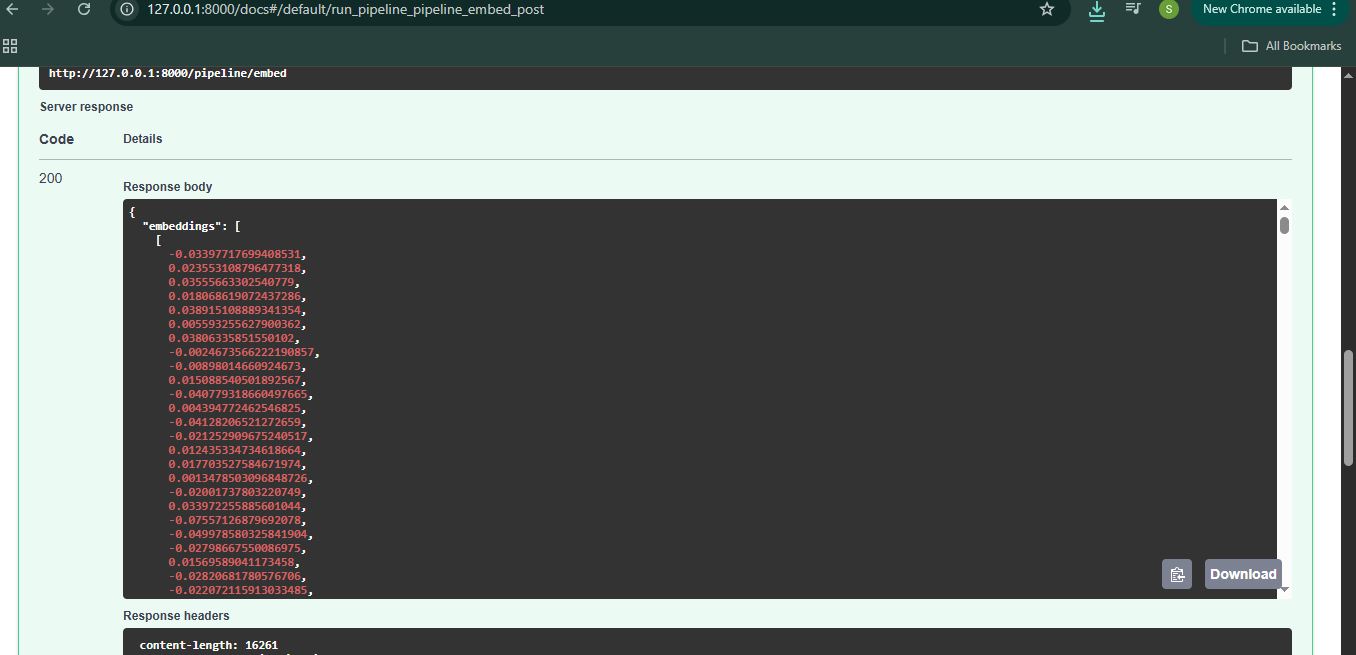 127.0.0.1:8000/docs#/default/run_pipeline_pipeline_embed_post
S
New Chrome available
All Bookmarks
http://127.0.0.1:8000/pipeline/embed
Server response
Code Details
200
Response body
{
"embeddings": [
[
-0.03397717699408531,
0.023553108796477318,
0.03555663302540779,
0.018068619072437286,
0.038915108889341354,
0.005593255627900362,
0.03806335851550102,
-0.0024673566222190857,
-0.00898014660924673,
0.015088540501892567,
-0.040779318660497665,
0.004394772462546825,
-0.04128206521272659,
-0.021252909675240517,
0.012435334734618664,
0.017703527584671974,
0.0013478503096848726,
-0.02001737803220749,
0.033972255885601044,
-0.07557126879692078,
-0.049978580325841904,
-0.02798667550086975,
0.01569589041173458,
-0.02820681780576706,
-0.022072115913033485,
Download
Response headers
content-length: 16261